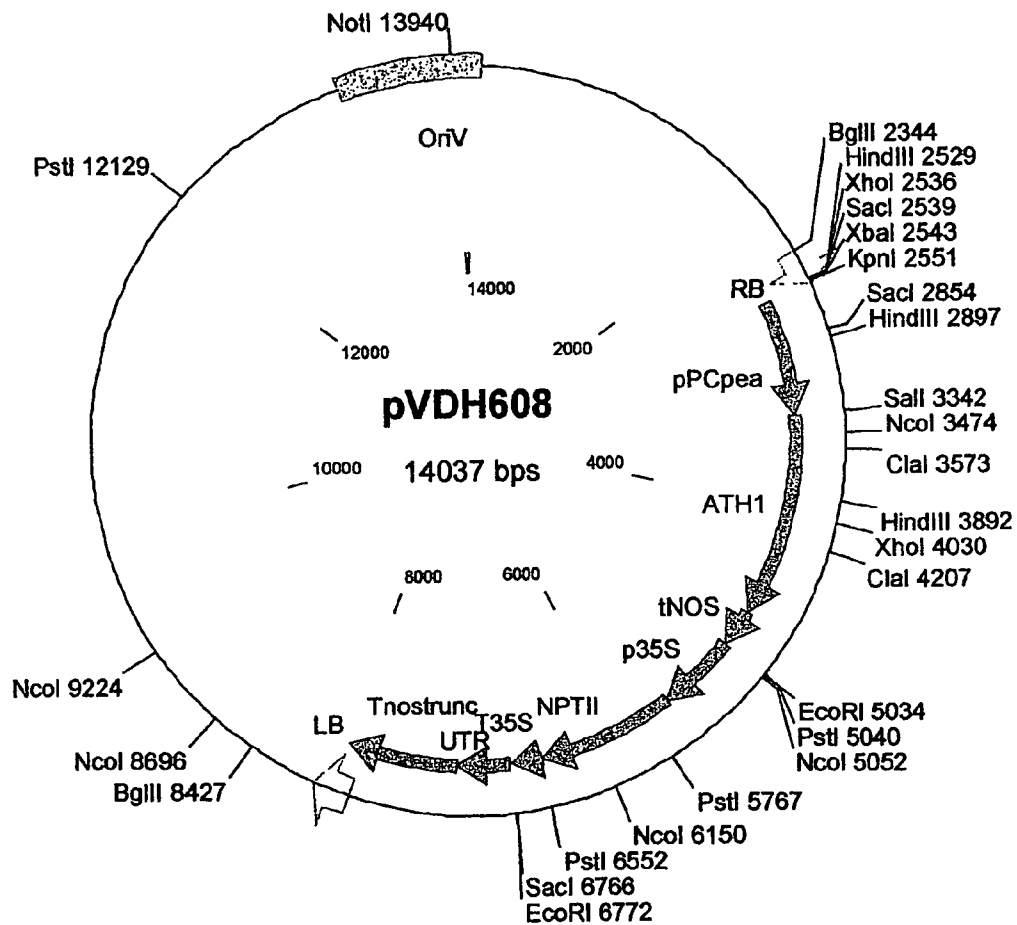 NotI 13940
OriV
PstI 12129
BglII 2344
HindIII 2529
XhoI 2536
SacI 2539
XbaI 2543
KpnI 2551
RB
SacI 2854
HindIII 2897
14000
12000
2000
pPCpea
pVDH608
SalI 3342
NcoI 3474
ClaI 3573
10000
14037 bps
4000
ATH1
HindIII 3892
XhoI 4030
ClaI 4207
8000
6000
tNOS
p35S
NcoI 9224
LB
Tnostrunc
T35S
NPTII
UTR
EcoRI 5034
PstI 5040
NcoI 5052
NcoI 8696
BglII 8427
PstI 5767
NcoI 6150
PstI 6552
SacI 6766
EcoRI 6772